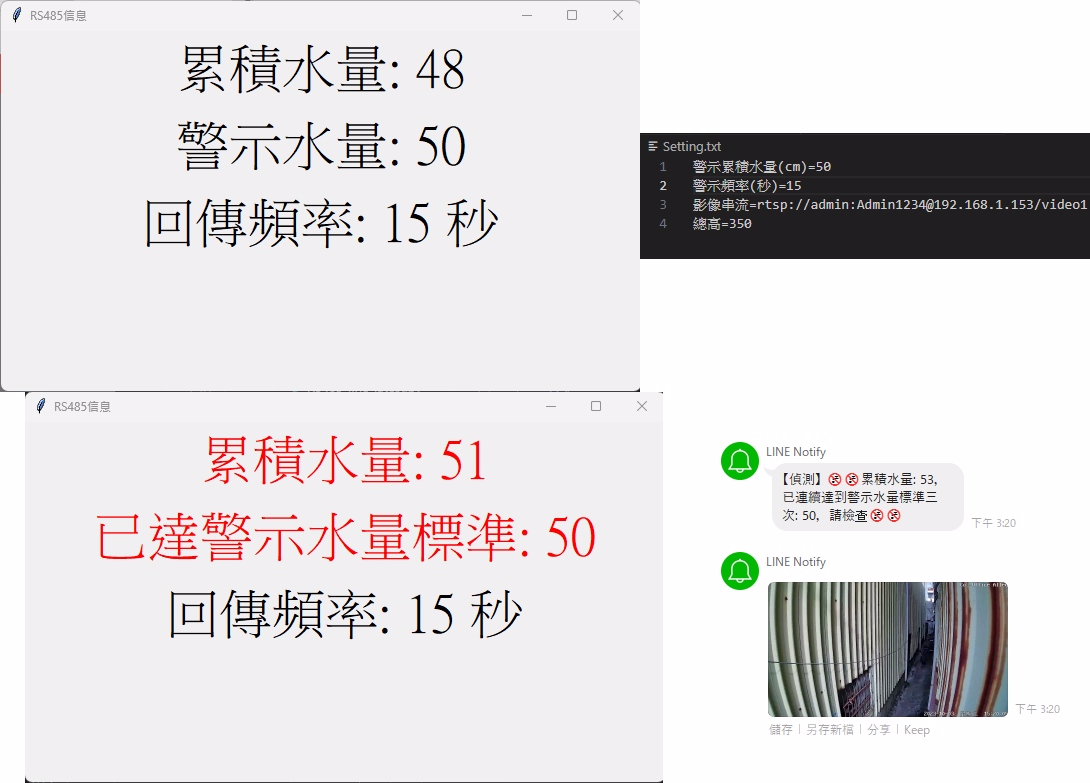 RS485信息
累積水量: 48
警示水量: 50
回傳頻率: 15 秒
Setting.txt
1 警示累積水量(cm)=50
2 警示頻率(秒)=15
3 影像串流=rtsp://admin:Admin1234@192.168.1.153/video1
4 總高=350
RS485信息
累積水量: 51
已達警示水量標準: 50
回傳頻率: 15 秒
LINE Notify
【偵測】累積水量: 53,
已連續達到警示水量標準三
次: 50, 請檢查
下午 3:20
LINE Notify
下午 3:20
儲存 | 另存新檔 | 分享 | Keep